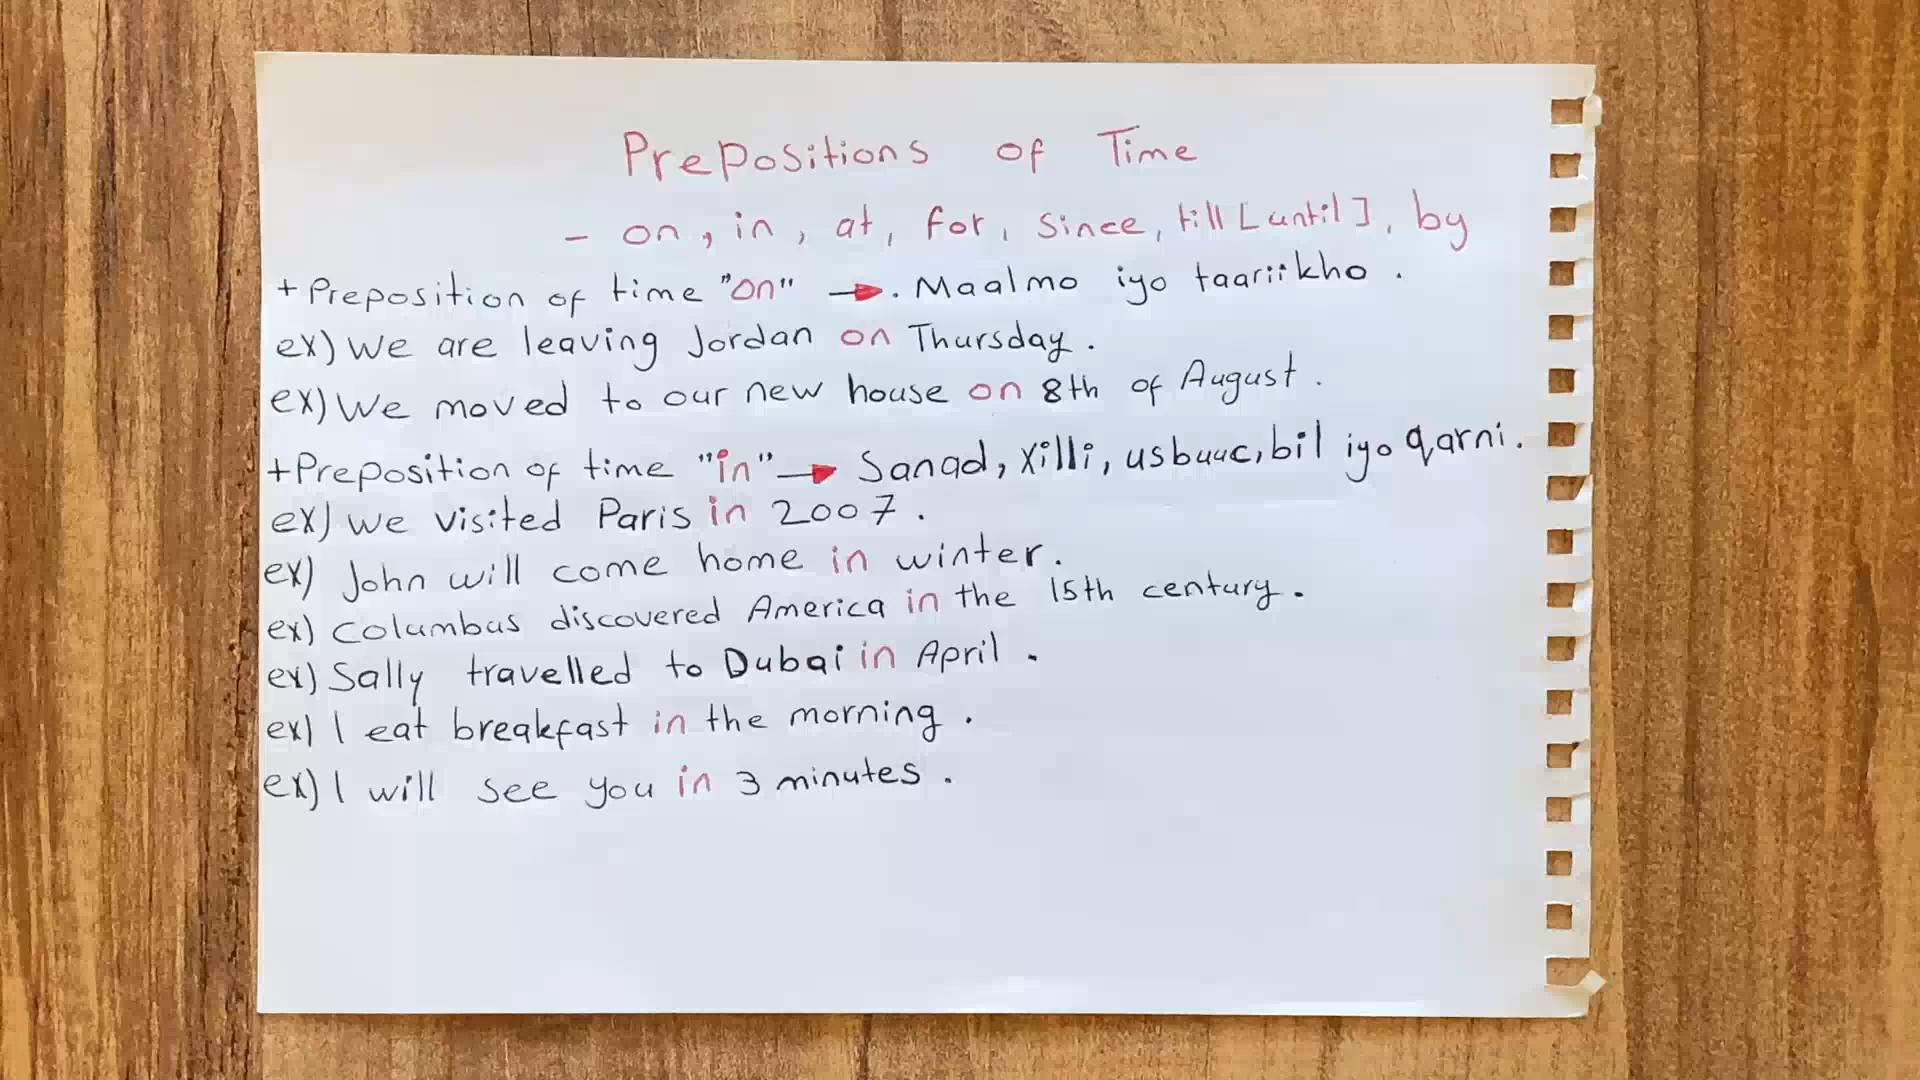 Prepositions of Time
- on, in, at, for, since, till [until], by
+ Preposition of time "on" → . Maalmo iyo taariikho .
ex) We are leaving Jordan on Thursday .
ex) We moved to our new house on 8th of August .
+ Preposition of time "in" → Sanad, Xilli, usbuuc, bil iyo qarni .
ex) we visited Paris in 2007 .
ex) John will come home in winter .
ex) Columbus discovered America in the 15th century .
ex) Sally travelled to Dubai in April .
ex) I eat breakfast in the morning .
ex) I will see you in 3 minutes .